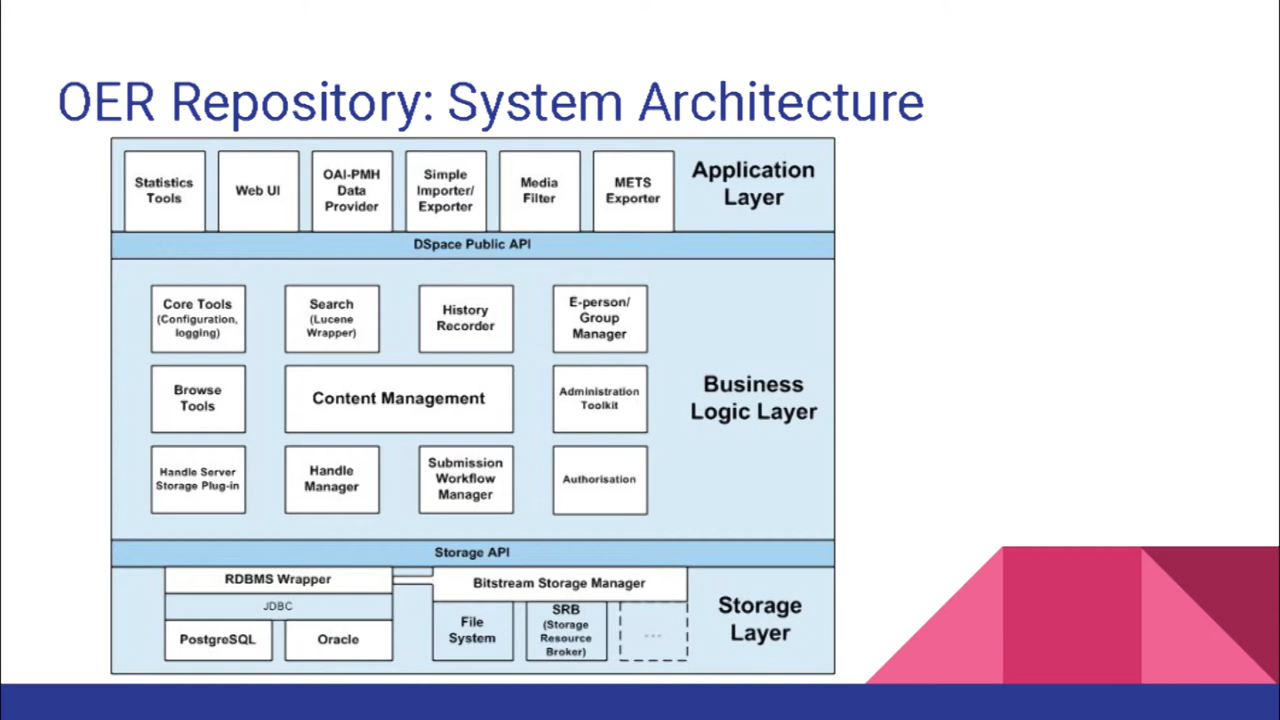 OER Repository: System Architecture
Statistics
Tools
Web UI
OAI-PMH
Data
Provider
Simple
Importer/
Exporter
Media
Filter
METS
Exporter
Application
Layer
DSpace Public API
Core Tools
(Configuration,
logging)
Search
(Lucene
Wrapper)
History
Recorder
E-person/
Group
Manager
Browse
Tools
Content Management
Administration
Toolkit
Business
Logic Layer
Handle Server
Storage Plug-in
Handle
Manager
Submission
Workflow
Manager
Authorisation
Storage API
RDBMS Wrapper
JDBC
PostgreSQL
Oracle
Bitstream Storage Manager
File
System
SRB
(Storage
Resource
Broker)
...
Storage
Layer